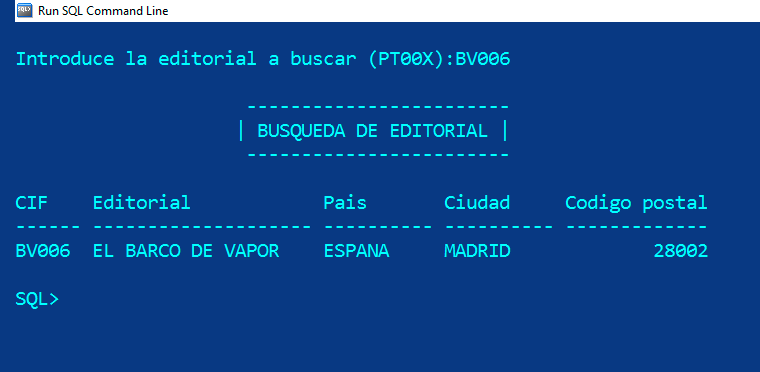 Run SQL Command Line
Introduce la editorial a buscar (PT00X):BV006
-------------------------
| BUSQUEDA DE EDITORIAL |
-------------------------
CIF    Editorial            Pais       Ciudad     Codigo postal
------ -------------------- ---------- ---------- -------------
BV006  EL BARCO DE VAPOR    ESPANA     MADRID             28002
SQL>